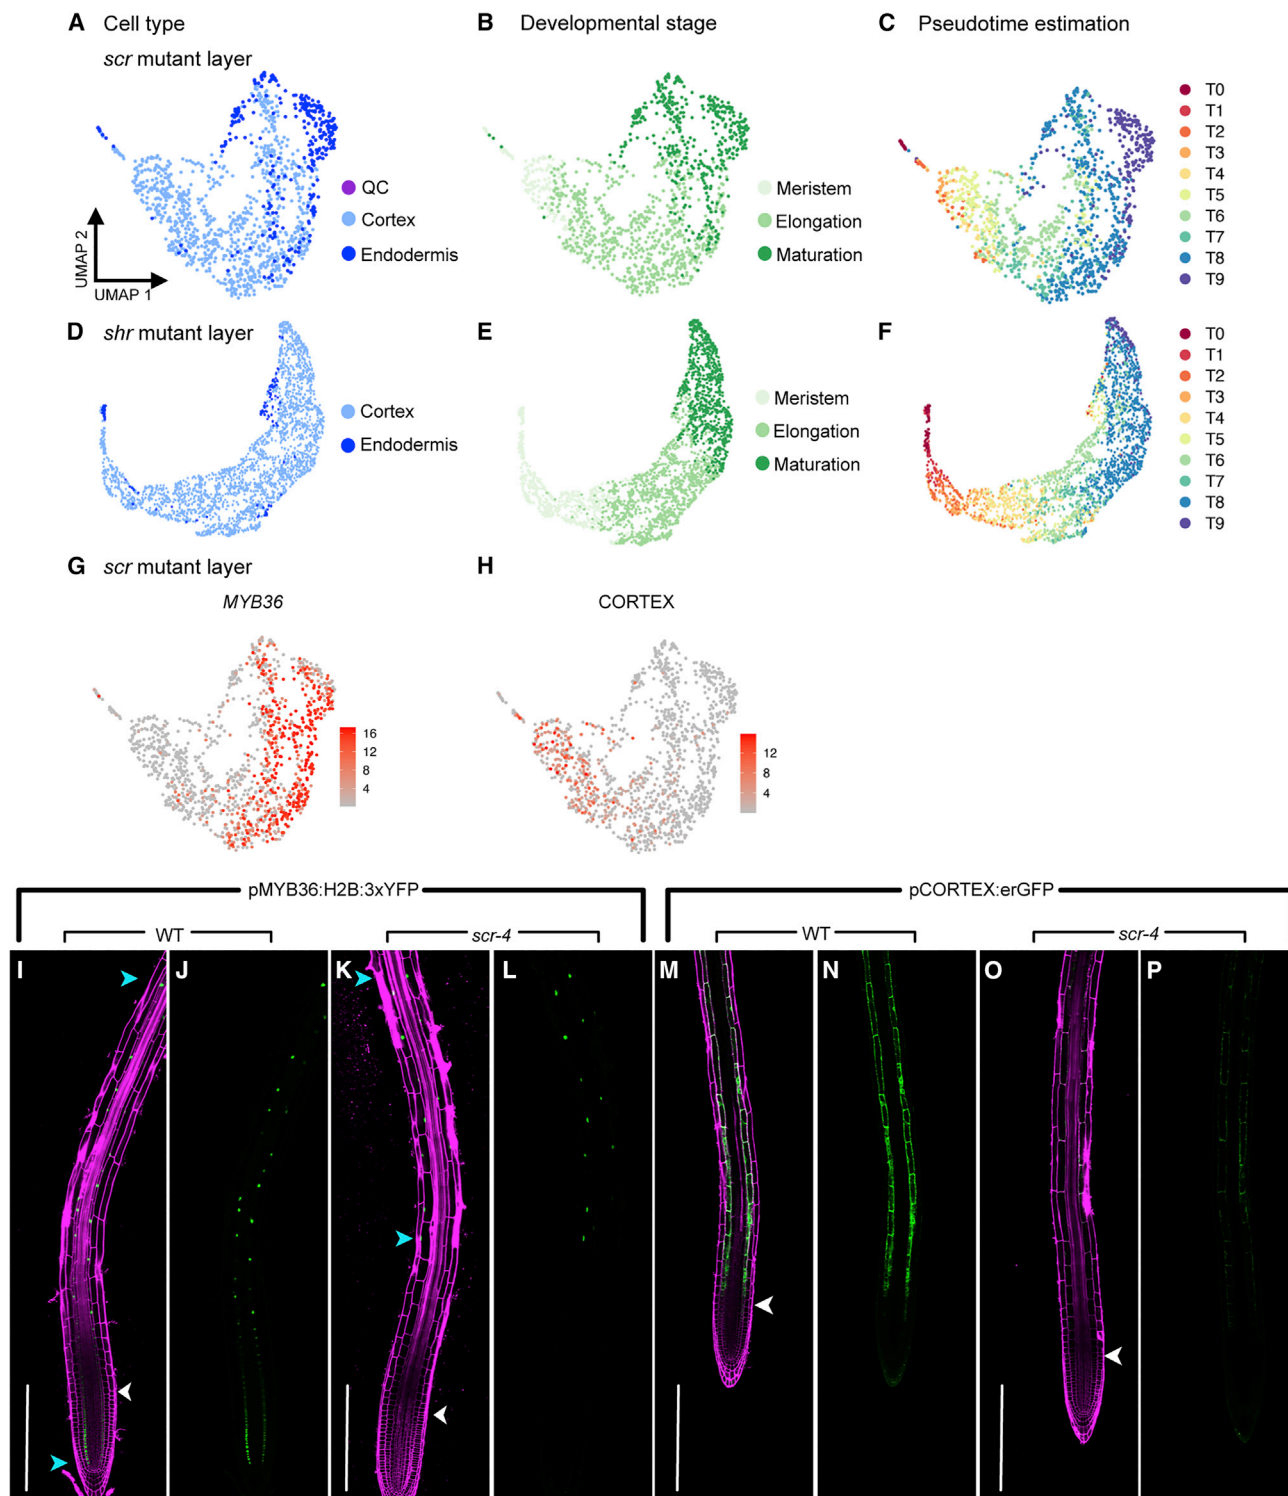 A Cell type
scr mutant layer
QC
Cortex
Endodermis
UMAP 2
UMAP 1
B Developmental stage
Meristem
Elongation
Maturation
C Pseudotime estimation
T0
T1
T2
T3
T4
T5
T6
T7
T8
T9
D shr mutant layer
Cortex
Endodermis
E
Meristem
Elongation
Maturation
F
T0
T1
T2
T3
T4
T5
T6
T7
T8
T9
G scr mutant layer
MYB36
16
12
8
4
H
CORTEX
12
8
4
pMYB36:H2B:3xYFP
pCORTEX:erGFP
WT
scr-4
WT
scr-4
I
J
K
L
M
N
O
P